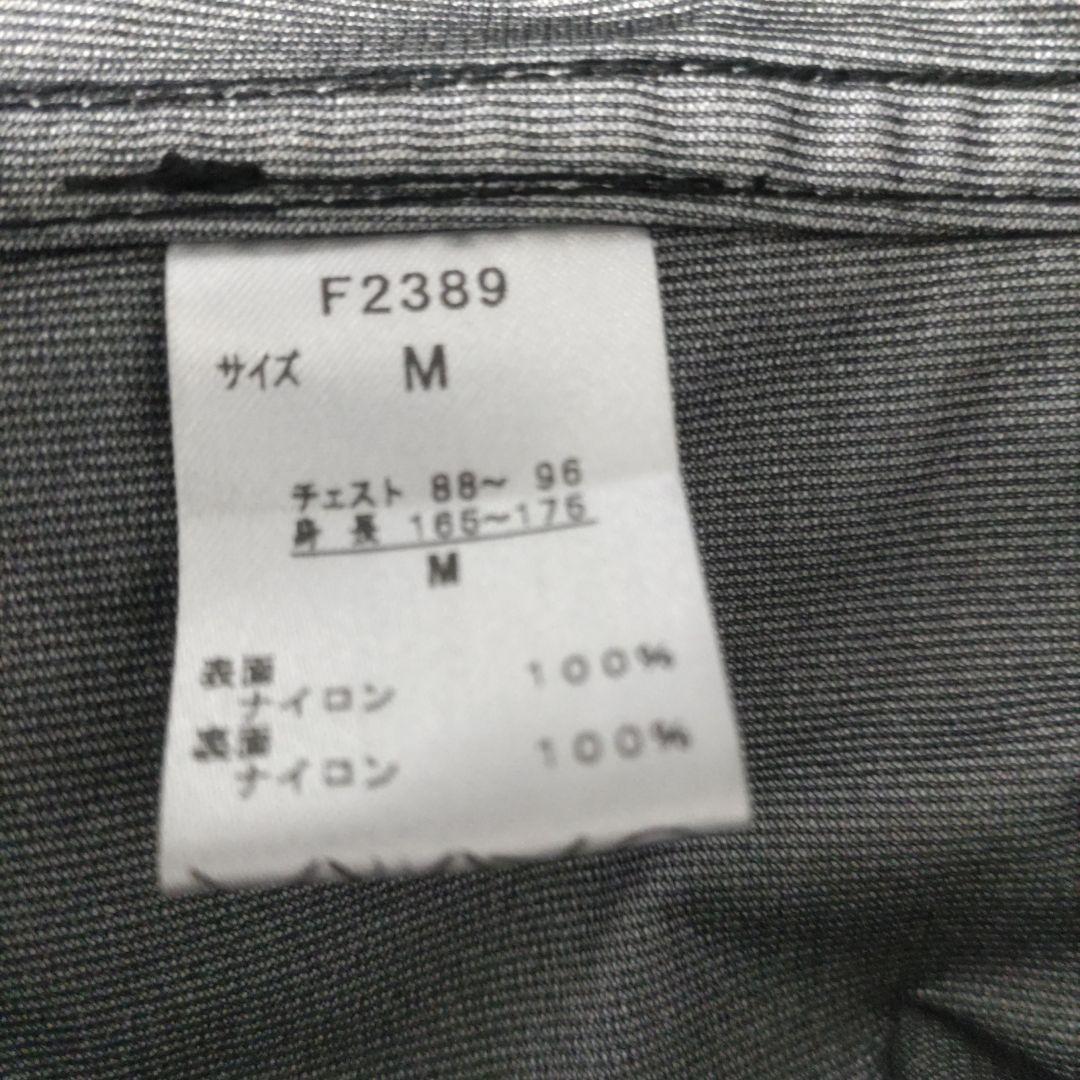 F2389
サイズ M
チェスト 88〜 96
身 長 165〜175
M
表面
ナイロン 100%
裏面
ナイロン 100%